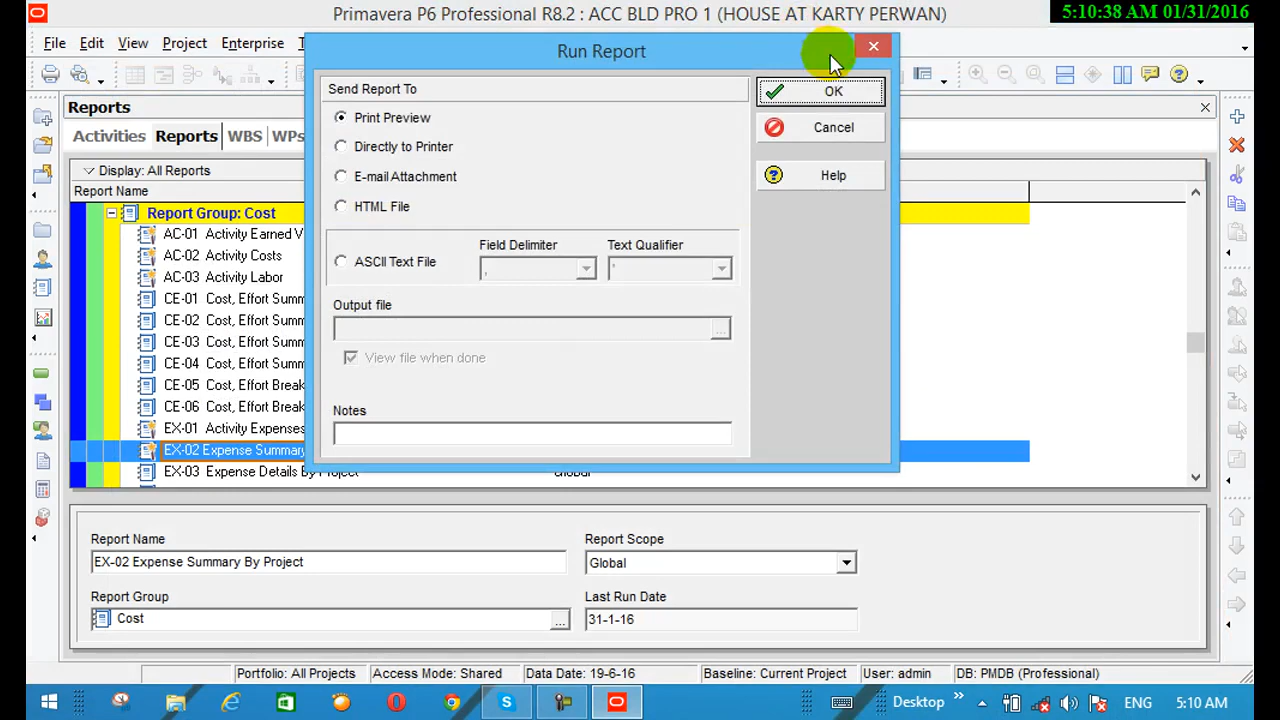 Primavera P6 Professional R8.2 : ACC BLD PRO 1 (HOUSE AT KARTY PERWAN)
5:10:38 AM 01/31/2016
File Edit View Project Enterprise
Run Report
Reports
Activities Reports WBS WPs
Display: All Reports
Report Name
Report Group: Cost
AC-01 Activity Earned V
AC-02 Activity Costs
AC-03 Activity Labor
CE-01 Cost, Effort Summ
CE-02 Cost, Effort Summ
CE-03 Cost, Effort Summ
CE-04 Cost, Effort Summ
CE-05 Cost, Effort Break
CE-06 Cost, Effort Break
EX-01 Activity Expenses
EX-02 Expense Summary
EX-03 Expense Details By Project Global
Send Report To
Print Preview
Directly to Printer
E-mail Attachment
HTML File
ASCII Text File
Field Delimiter
,
Text Qualifier
'
Output file
...
View file when done
Notes
OK
Cancel
Help
Report Name
EX-02 Expense Summary By Project
Report Scope
Global
Report Group
Cost
...
Last Run Date
31-1-16
Portfolio: All Projects Access Mode: Shared Data Date: 19-6-16 Baseline: Current Project User: admin DB: PMDB (Professional)
Desktop » ENG 5:10 AM